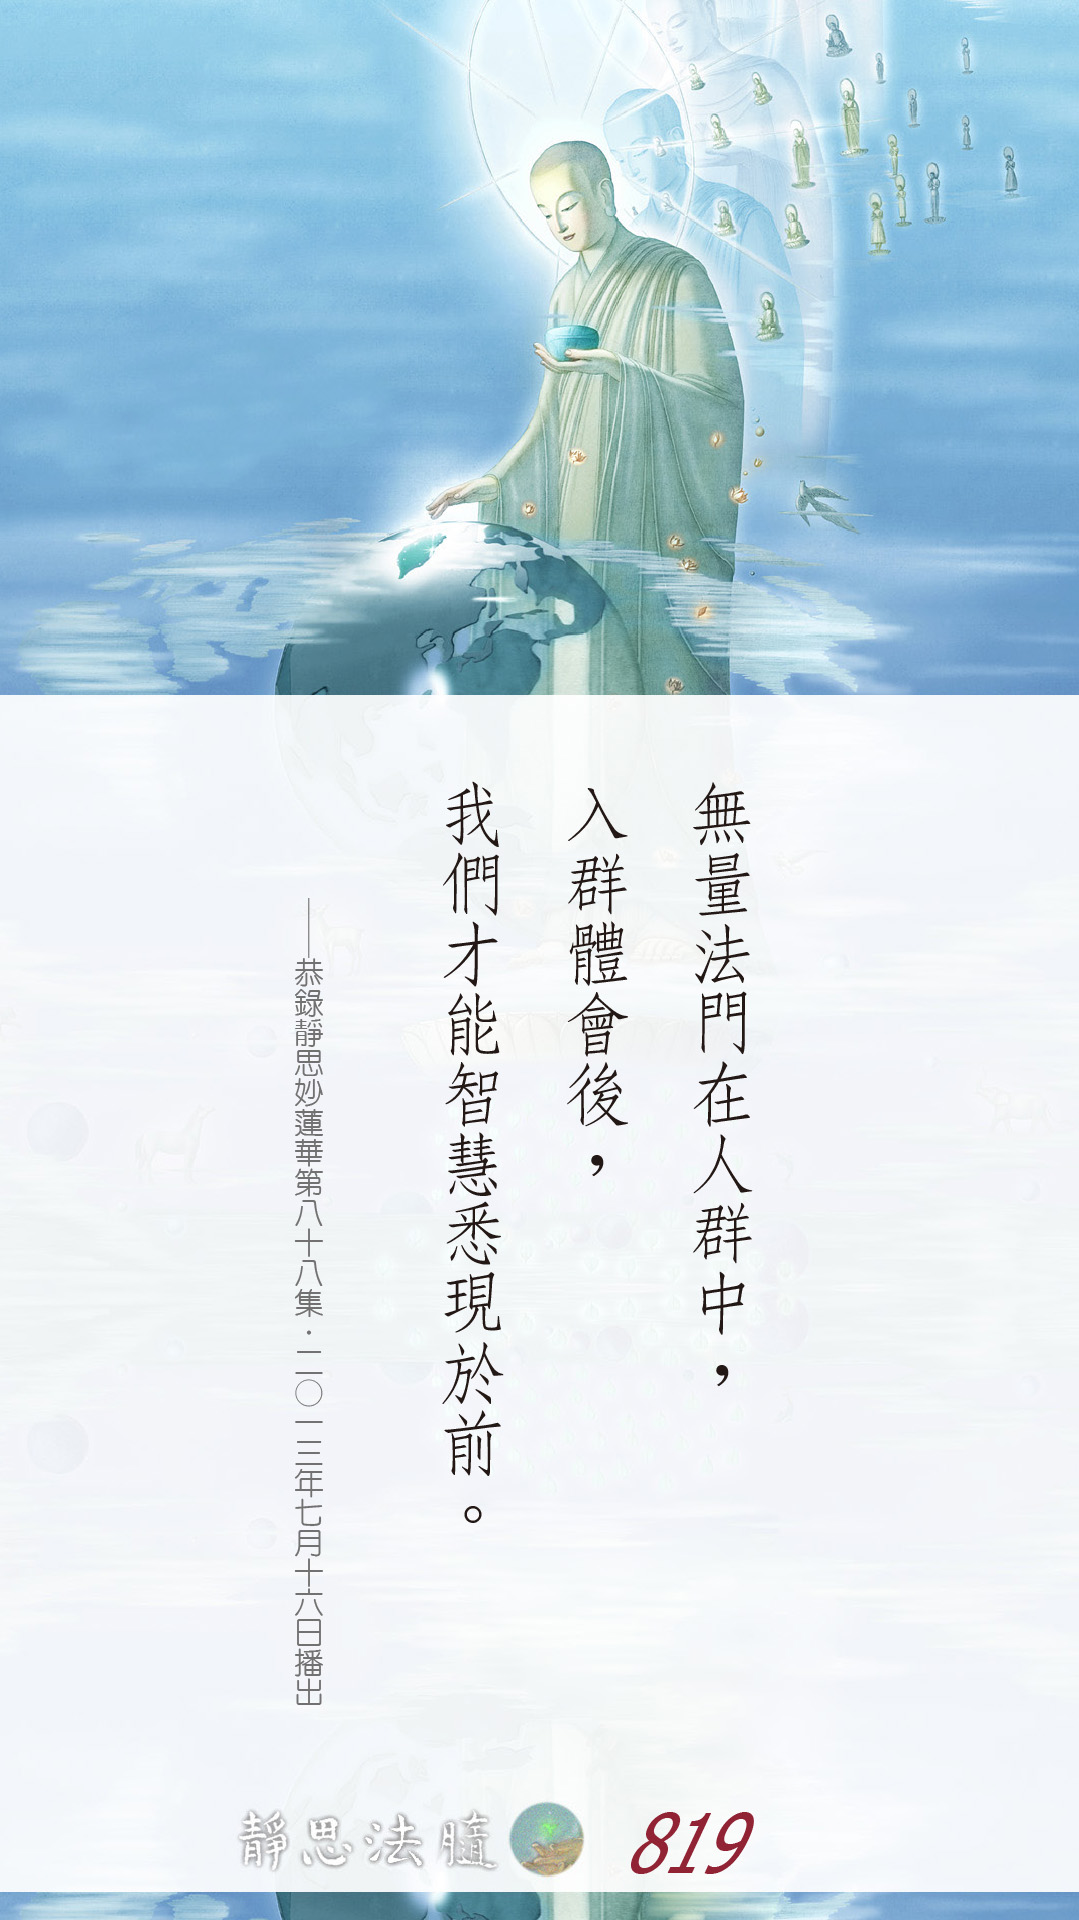 無量法門在人群中，
入群體會後，
我們才能智慧悉現於前。
——恭錄靜思妙蓮華第八十八集．二〇一三年七月十六日播出
靜思法髓
819